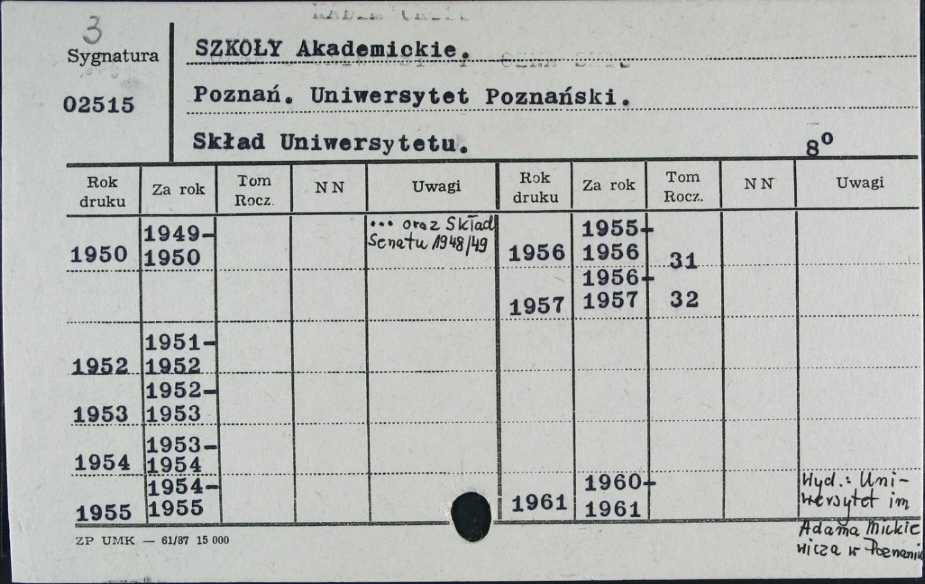 3
Sygnatura
02515
SZKOŁY Akademickie.
Poznań. Uniwersytet Poznański.
Skład Uniwersytetu.
8°
Rok druku Za rok Tom Rocz. NN Uwagi Rok druku Za rok Tom Rocz. NN Uwagi
1950 1949-1950 ... oraz Skład
Senatu 1948/49
1952 1951-1952
1953 1952-1953
1954 1953-1954
1955 1954-1955
1956 1955-1956 31
1957 1956-1957 32
1961 1960-1961 Wyd.: Uni-
wersytet im
Adama Mickie
wicza w Poznaniu
ZP UMK — 61/87 15 000